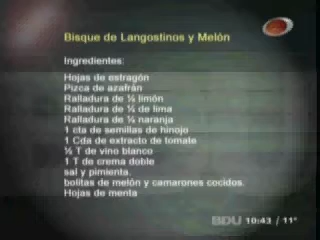 Bisque de Langostinos y Melón
Ingredientes:
Hojas de estragón
Pizca de azafrán
Ralladura de ½ limón
Ralladura de ½ de lima
Ralladura de ¼ naranja
1 cta de semillas de hinojo
1 Cda de extracto de tomate
½ T de vino blanco
1 T de crema doble
sal y pimienta.
bolitas de melón y camarones cocidos.
Hojas de menta
BDU 10:43 / 11°